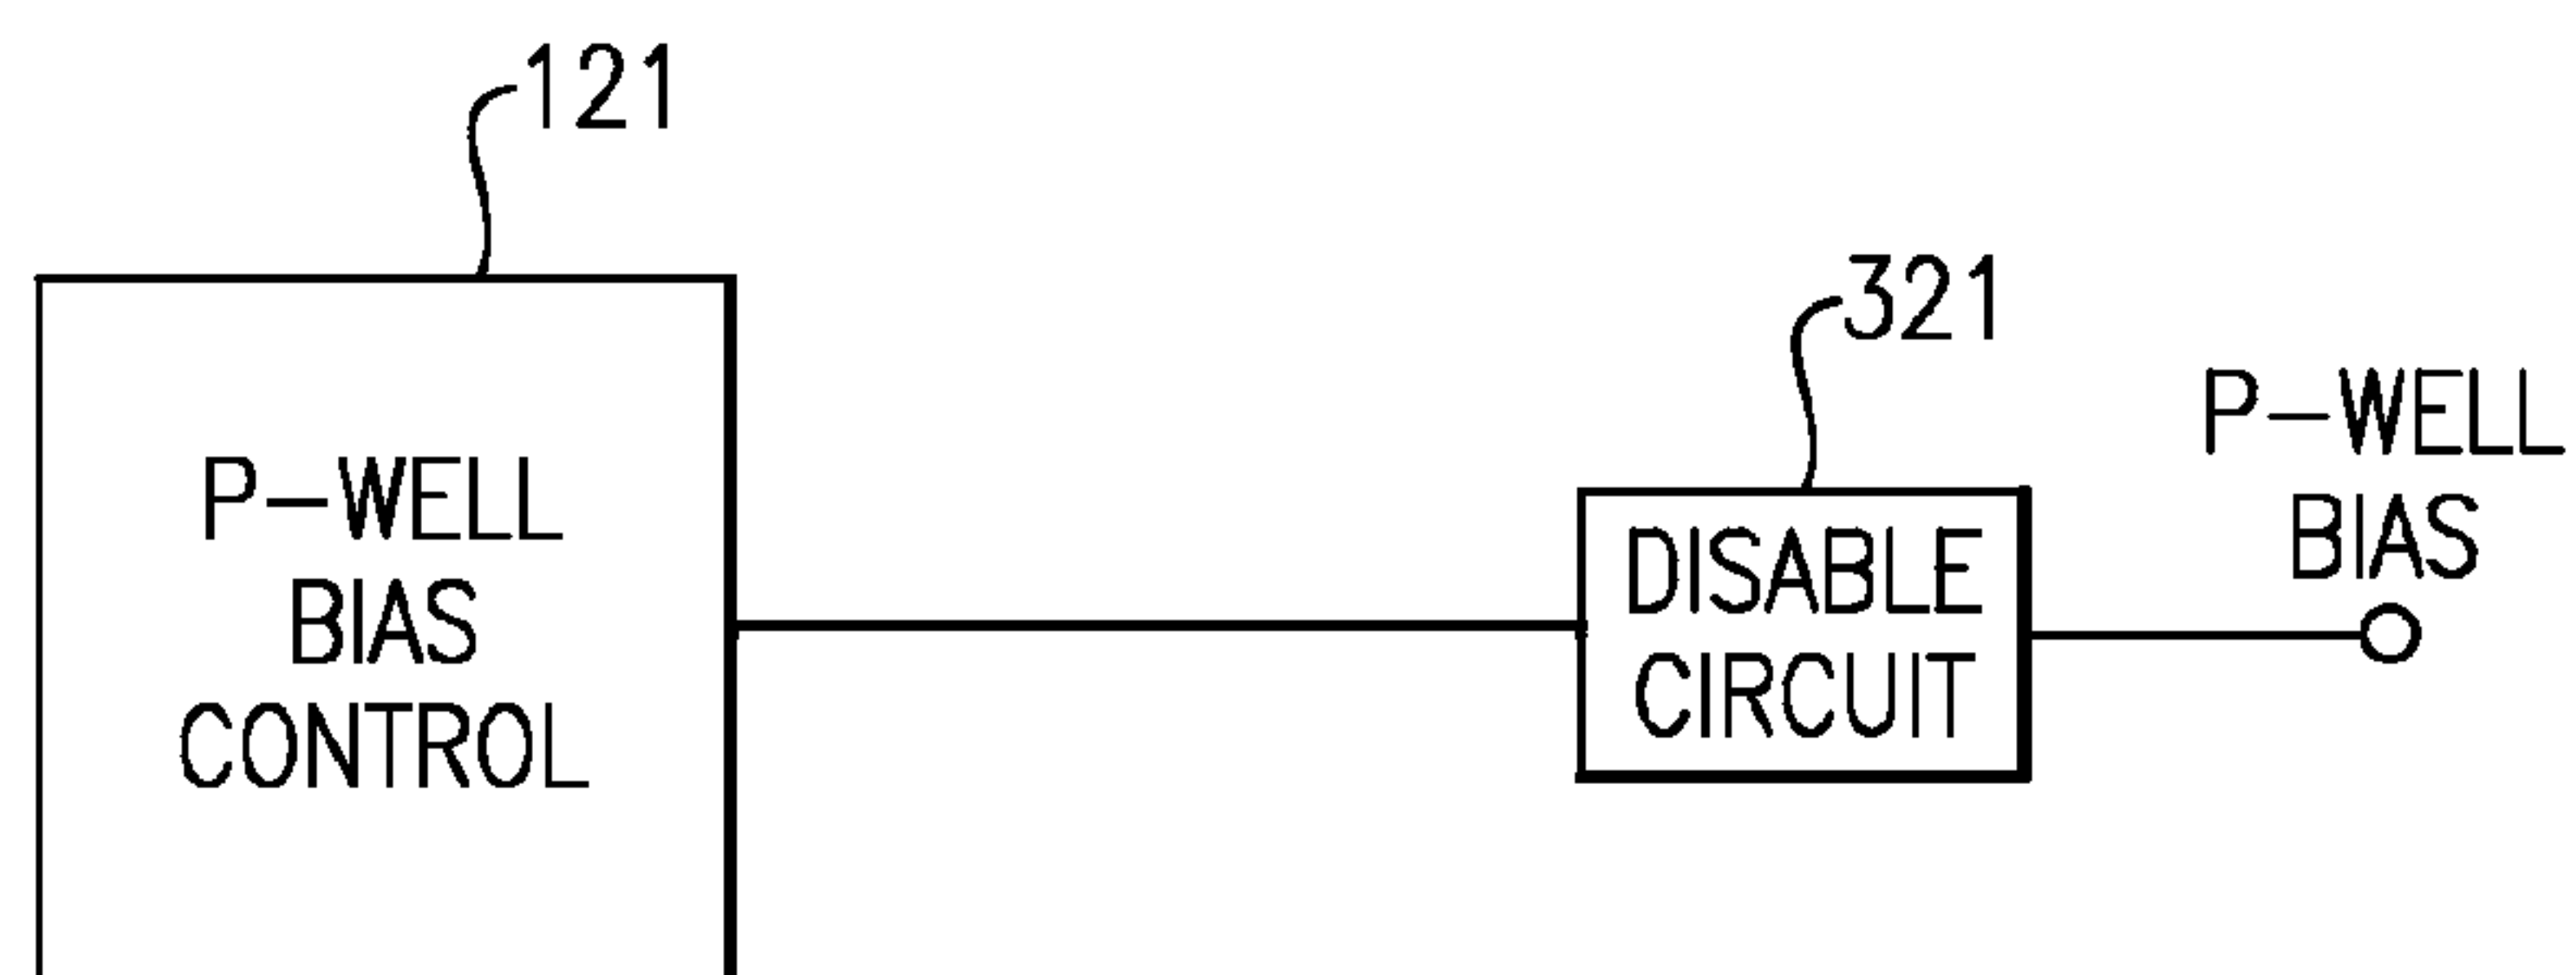 121
P-WELL
BIAS
CONTROL
321
DISABLE
CIRCUIT
P-WELL
BIAS